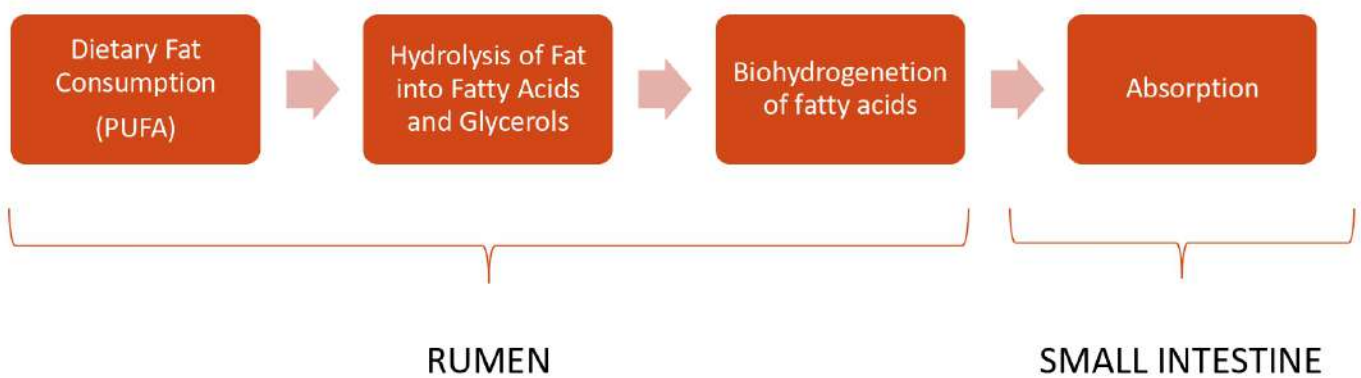 Dietary Fat
Consumption
(PUFA)
Hydrolysis of Fat
into Fatty Acids
and Glycerols
Biohydrogenetion
of fatty acids
Absorption
RUMEN
SMALL INTESTINE